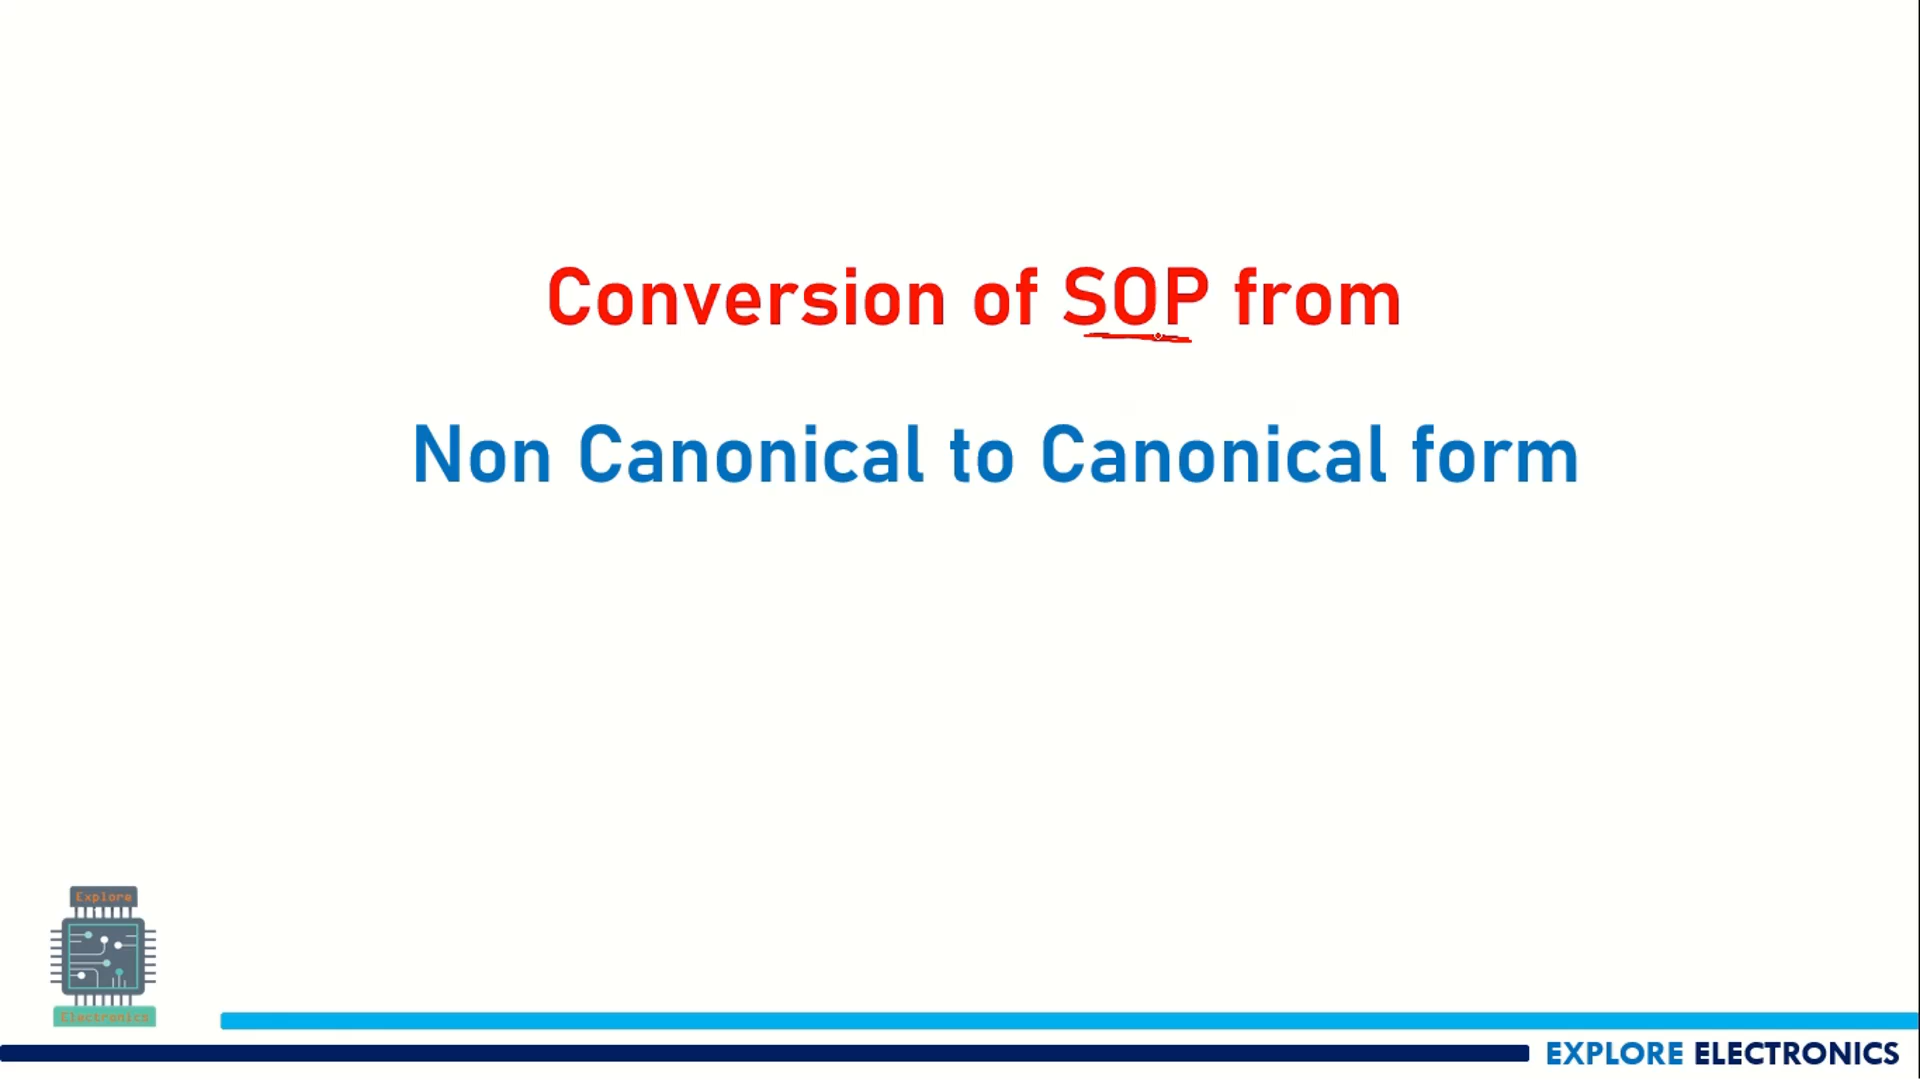 Conversion of SOP from
Non Canonical to Canonical form
Explore
Electronics
EXPLORE ELECTRONICS